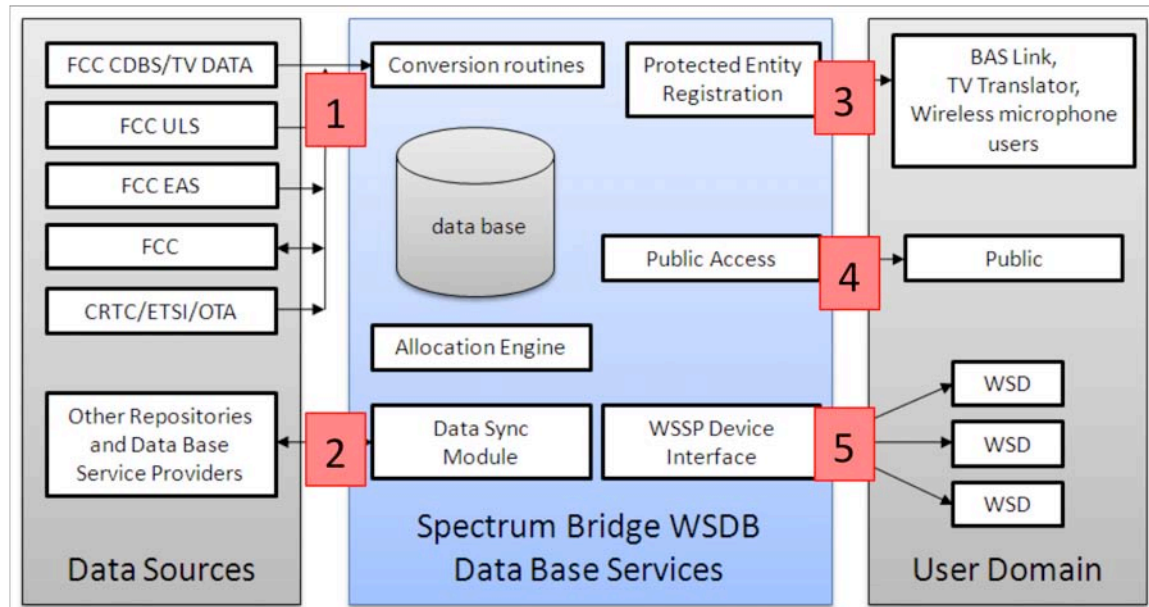 FCC CDBS/TV DATA
FCC ULS
FCC EAS
FCC
CRTC/ETSI/OTA
Other Repositories
and Data Base
Service Providers
Data Sources
1
2
Conversion routines
Protected Entity
Registration
data base
Public Access
Allocation Engine
Data Sync
Module
WSSP Device
Interface
Spectrum Bridge WSDB
Data Base Services
3
4
5
BAS Link,
TV Translator,
Wireless microphone
users
Public
WSD
WSD
WSD
User Domain